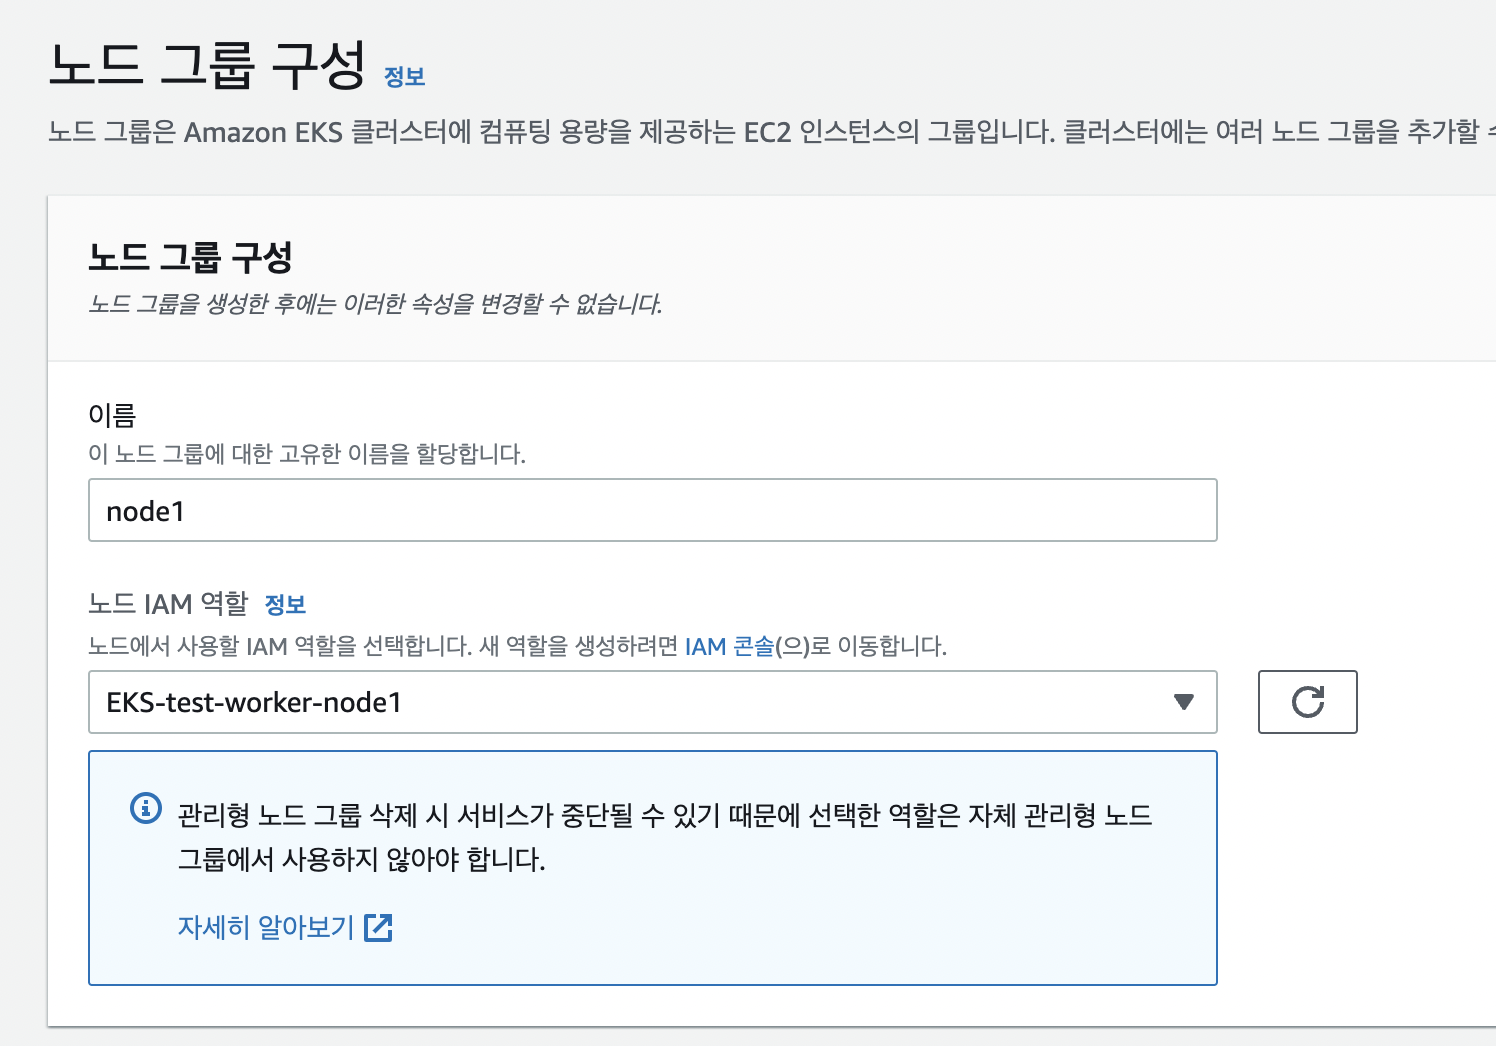 노드 그룹 구성 정보
노드 그룹은 Amazon EKS 클러스터에 컴퓨팅 용량을 제공하는 EC2 인스턴스의 그룹입니다. 클러스터에는 여러 노드 그룹을 추가할
노드 그룹 구성
노드 그룹을 생성한 후에는 이러한 속성을 변경할 수 없습니다.
이름
이 노드 그룹에 대한 고유한 이름을 할당합니다.
node1
노드 IAM 역할 정보
노드에서 사용할 IAM 역할을 선택합니다. 새 역할을 생성하려면 IAM 콘솔(으)로 이동합니다.
EKS-test-worker-node1
관리형 노드 그룹 삭제 시 서비스가 중단될 수 있기 때문에 선택한 역할은 자체 관리형 노드
그룹에서 사용하지 않아야 합니다.
자세히 알아보기